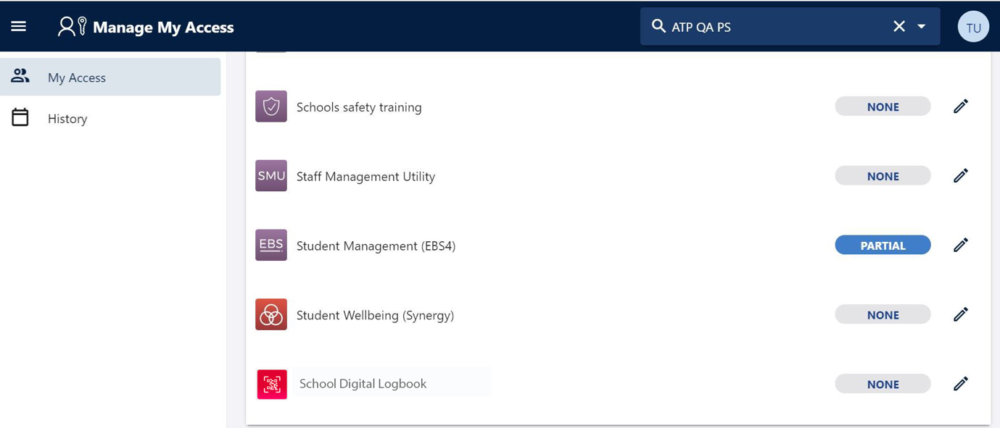 Manage My Access
ATP QA PS
TU
My Access
History
Schools safety training
NONE
SMU
Staff Management Utility
NONE
EBS
Student Management (EBS4)
PARTIAL
Student Wellbeing (Synergy)
NONE
School Digital Logbook
NONE